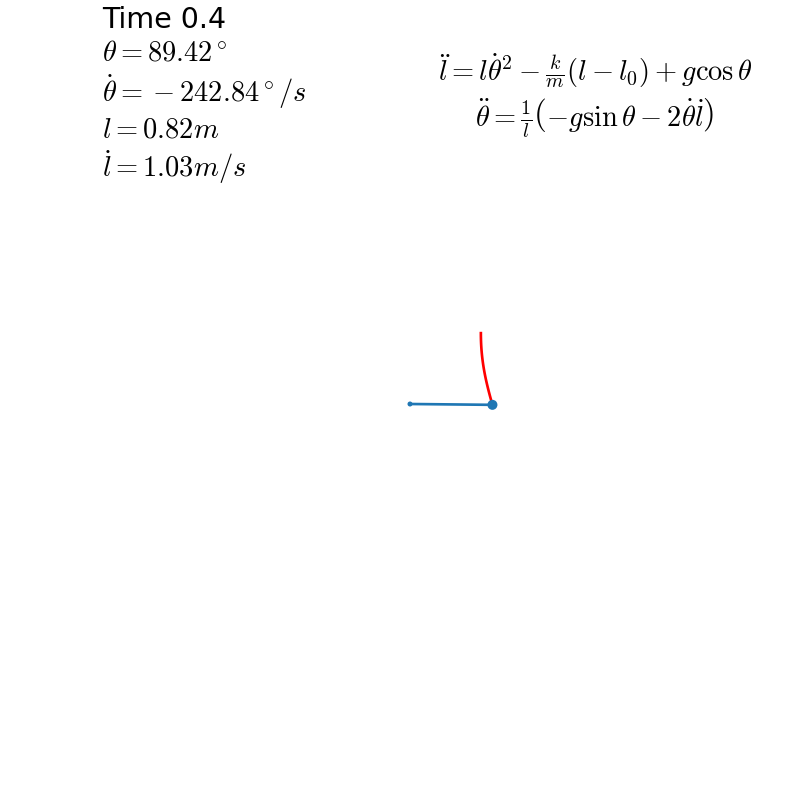 Time 0.4
θ = 89.42°
θ̇ = −242.84°/s
l = 0.82m
l̇ = 1.03m/s
l̈ = lθ̇² − k/m(l − l₀) + g cos θ
θ̈ = 1/l(−g sin θ − 2θ̇l̇)